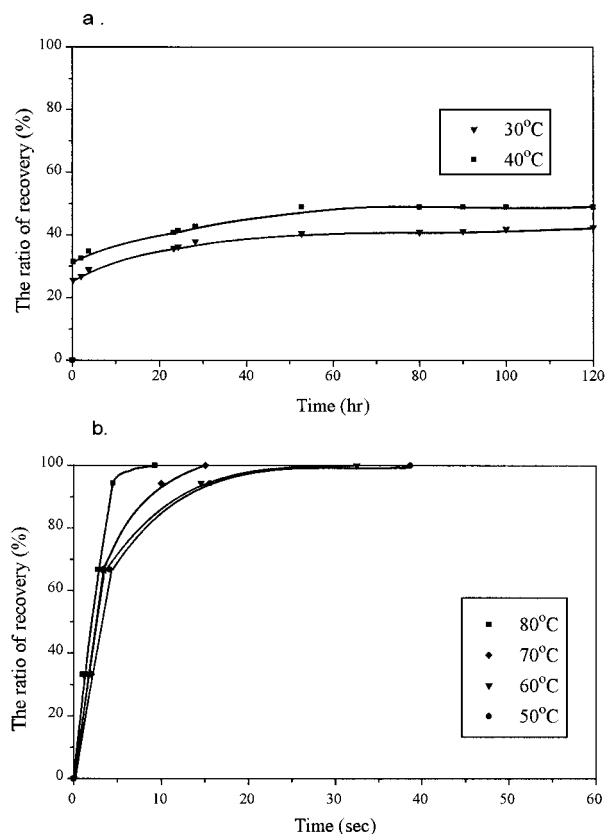 a .
The ratio of recovery (%)
100
80
60
40
20
0
30°C
40°C
0 20 40 60 80 100 120
Time (hr)
b.
The ratio of recovery (%)
100
80
60
40
20
0
80°C
70°C
60°C
50°C
0 10 20 30 40 50 60
Time (sec)